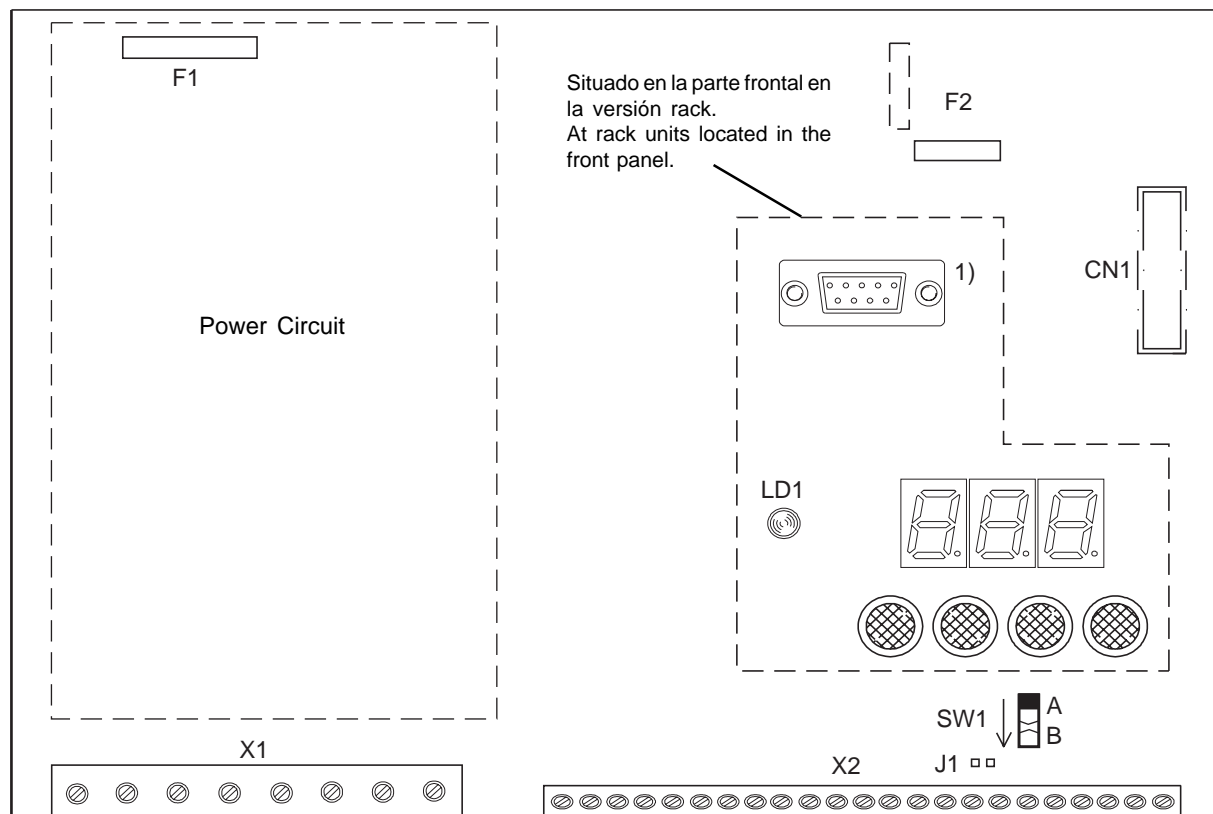 F1
Situado en la parte frontal en
la versión rack.
At rack units located in the
front panel.
F2
1)
CN1
Power Circuit
LD1
SW1
A
B
J1
X1
X2